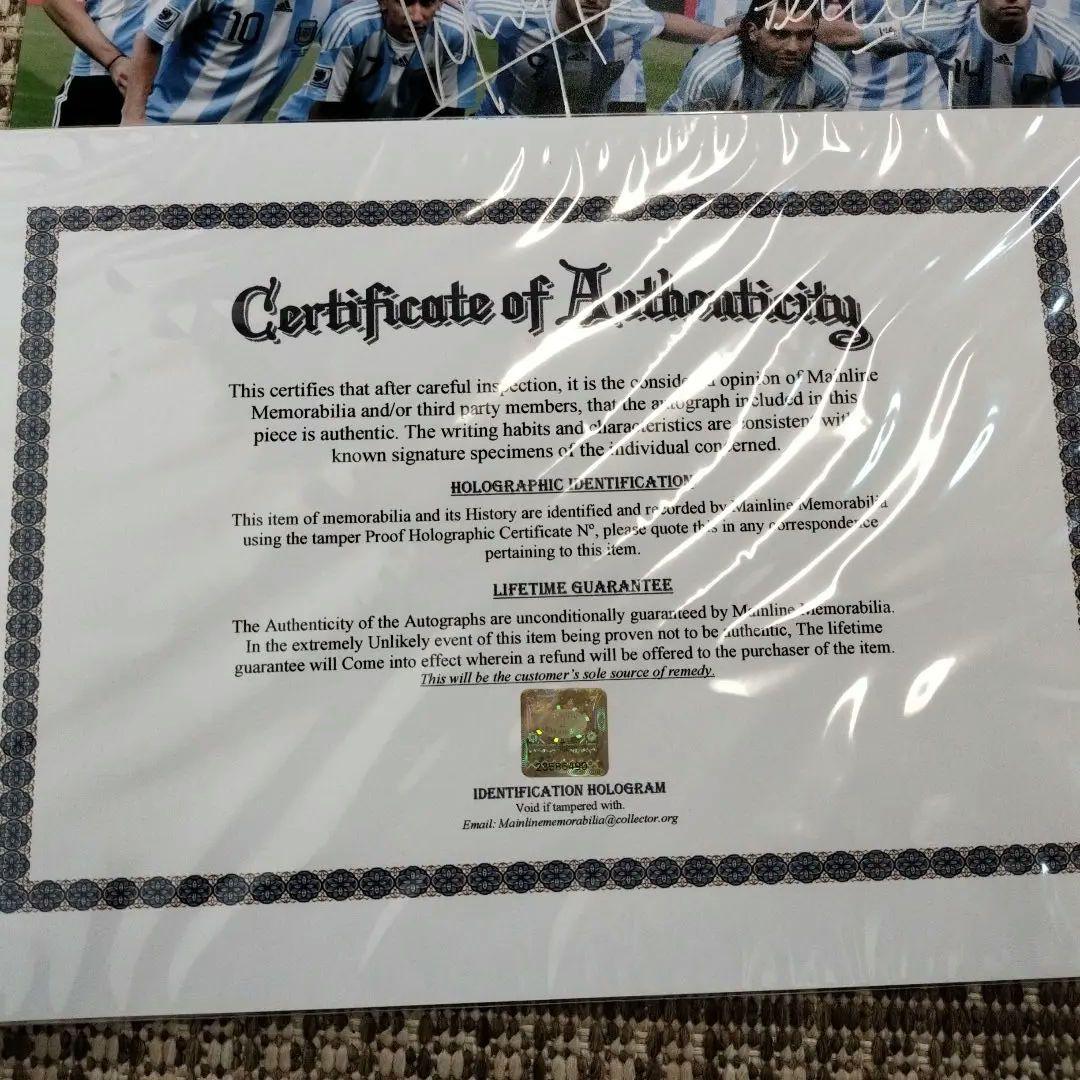 10
7
9
14
Certificate of Authenticity
This certifies that after careful inspection, it is the considered opinion of Mainline
Memorabilia and/or third party members, that the autograph included in this
piece is authentic. The writing habits and characteristics are consistent with
known signature specimens of the individual concerned.
HOLOGRAPHIC IDENTIFICATION
This item of memorabilia and its History are identified and recorded by Mainline Memorabilia
using the tamper Proof Holographic Certificate Nº, please quote this in any correspondence
pertaining to this item.
LIFETIME GUARANTEE
The Authenticity of the Autographs are unconditionally guaranteed by Mainline Memorabilia.
In the extremely Unlikely event of this item being proven not to be authentic, The lifetime
guarantee will Come into effect wherein a refund will be offered to the purchaser of the item.
This will be the customer's sole source of remedy.
IDENTIFICATION HOLOGRAM
Void if tampered with.
Email: Mainlinememorabilia@collector.org